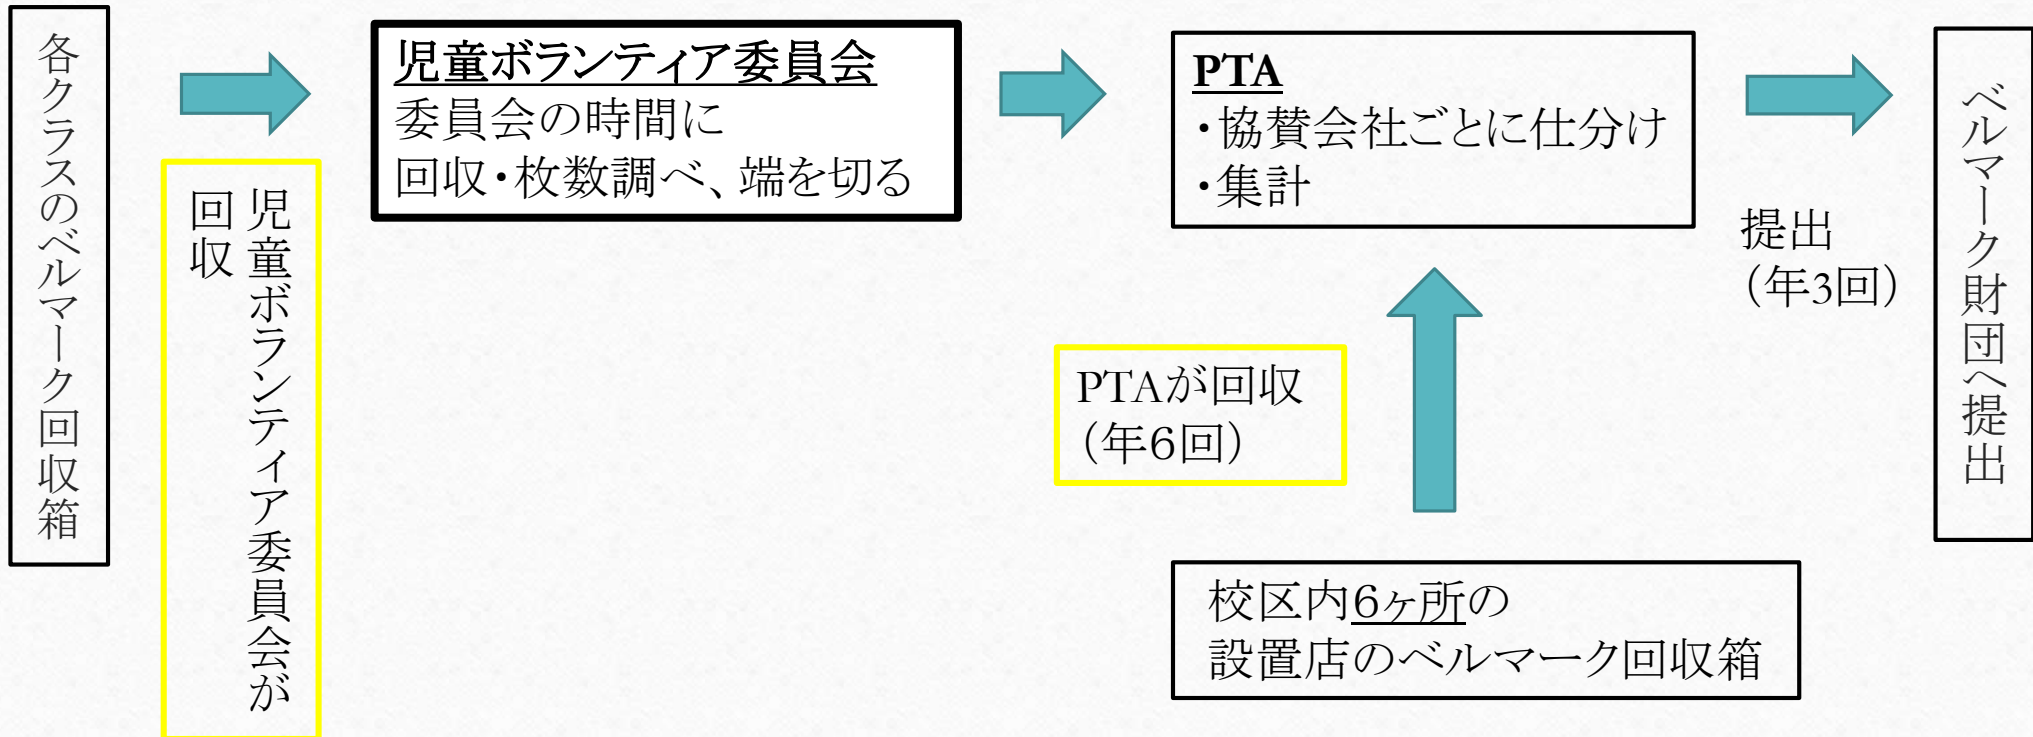 各クラスのベルマーク回収箱
児童ボランティア委員会が
回収
児童ボランティア委員会
委員会の時間に
回収・枚数調べ、端を切る
PTA
・協賛会社ごとに仕分け
・集計
PTAが回収
（年6回）
校区内6ヶ所の
設置店のベルマーク回収箱
提出
（年3回）
ベルマーク財団へ提出